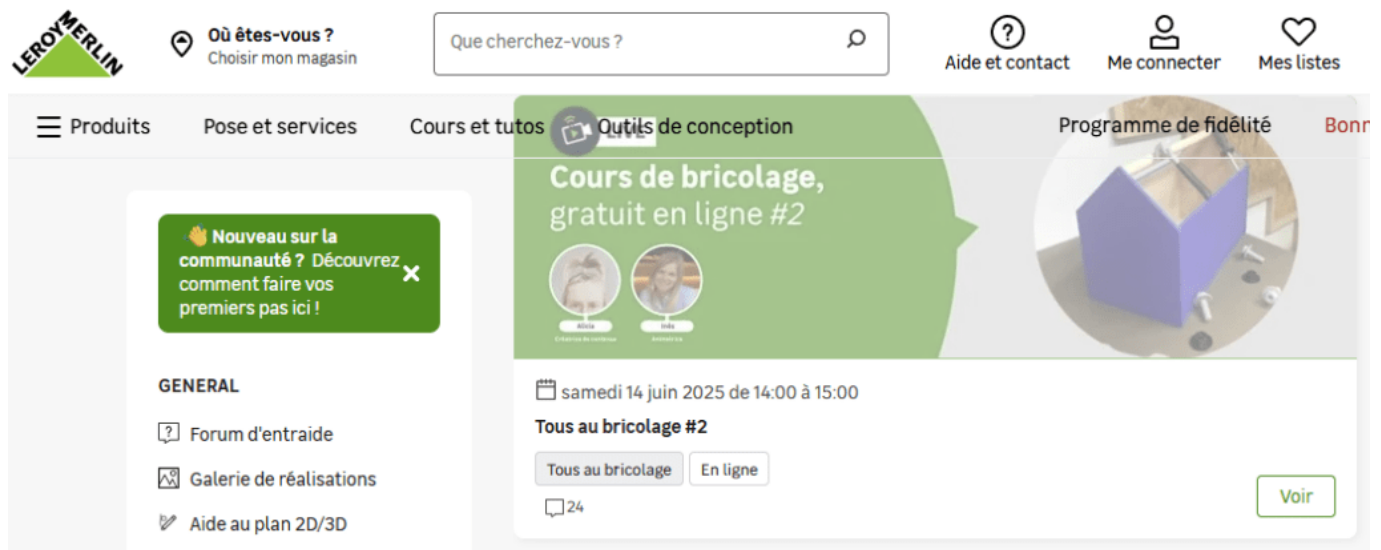 LEROY MERLIN
Où êtes-vous ?
Choisir mon magasin
Que cherchez-vous ?
Aide et contact
Me connecter
Mes listes
Produits
Pose et services
Cours et tutos
Outils de conception
Programme de fidélité
Bonn
LIVE
Cours de bricolage,
gratuit en ligne #2
Alicia
Créatrice de contenus
Inès
Animatrice
👋 Nouveau sur la
communauté ? Découvrez
comment faire vos
premiers pas ici !
GENERAL
Forum d'entraide
Galerie de réalisations
Aide au plan 2D/3D
samedi 14 juin 2025 de 14:00 à 15:00
Tous au bricolage #2
Tous au bricolage
En ligne
24
Voir